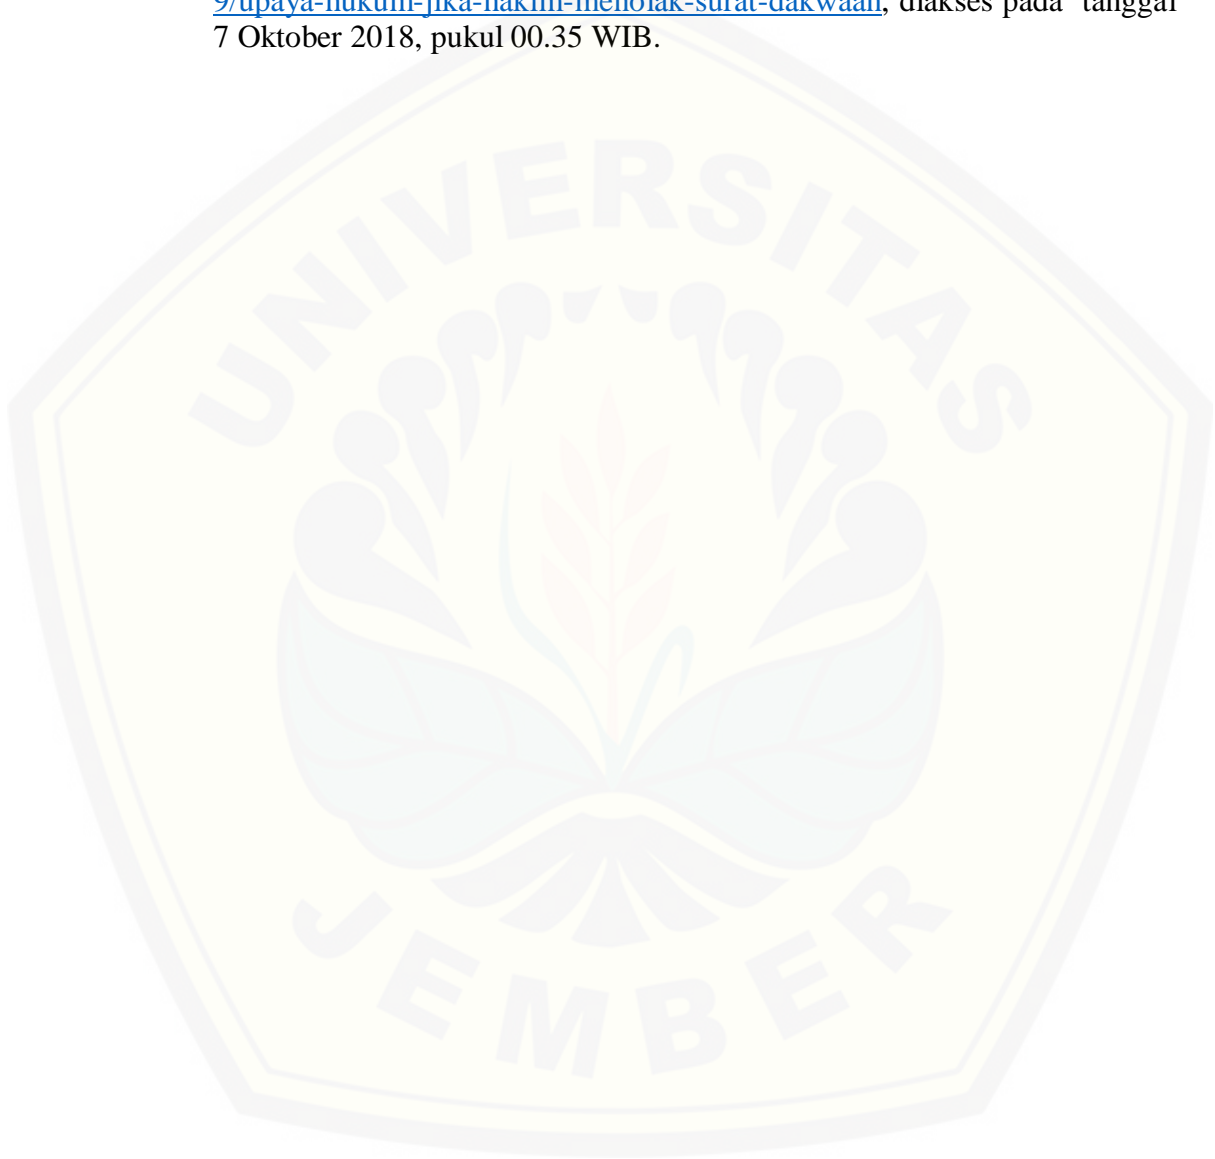 9/upaya-hukum-jika-hakim-menolak-surat-dakwaan, diakses pada tanggal
7 Oktober 2018, pukul 00.35 WIB.
UNIVERSITAS
JEMBER